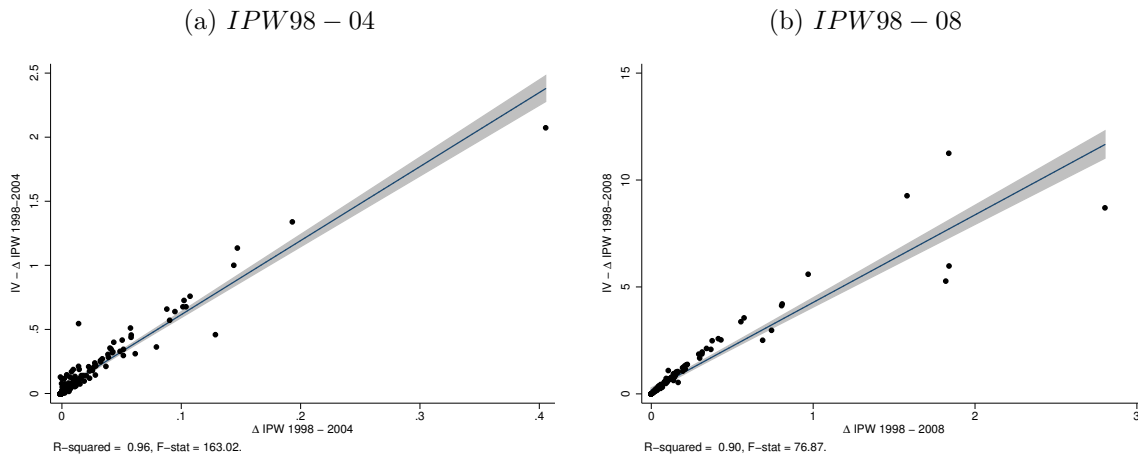 (a) IPW98 − 04
2.5
2
1.5
1
.5
0
IV − Δ IPW 1998−2004
0 .1 .2 .3 .4
Δ IPW 1998 − 2004
R−squared = 0.96, F−stat = 163.02.
(b) IPW98 − 08
15
10
5
0
IV − Δ IPW 1998−2008
0 1 2 3
Δ IPW 1998 − 2008
R−squared = 0.90, F−stat = 76.87.